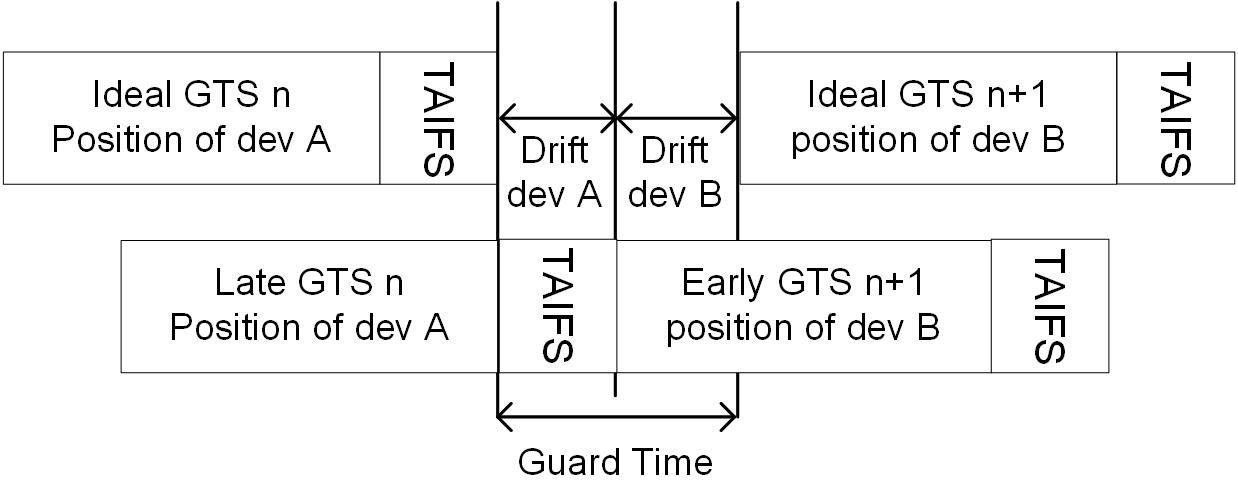 Ideal GTS n
Position of dev A
TAIFS
Drift
dev A
Drift
dev B
Ideal GTS n+1
position of dev B
TAIFS
Late GTS n
Position of dev A
TAIFS
Early GTS n+1
position of dev B
TAIFS
Guard Time